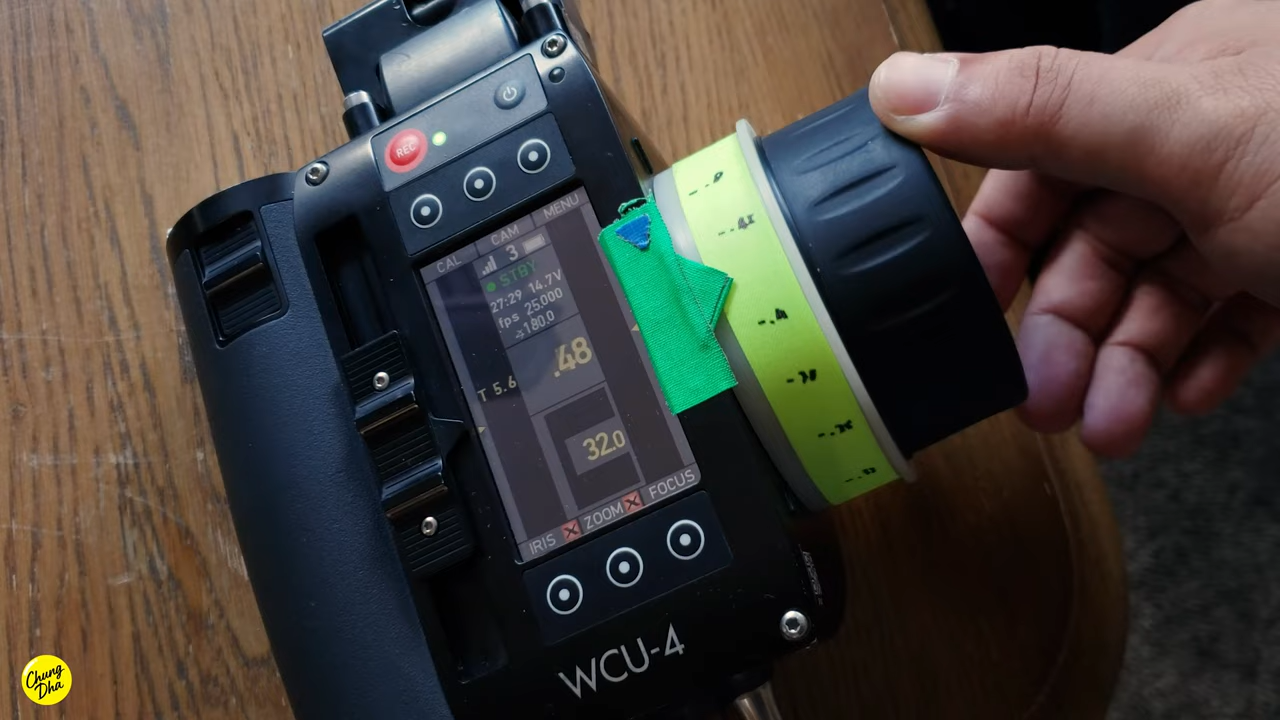 REC
CAL CAM MENU
3
STBY
27:29 14.7V
fps 25.000
180.0
T 5.6
.48
32.0
IRIS ZOOM FOCUS
WCU-4
-.4
Chung
Dha